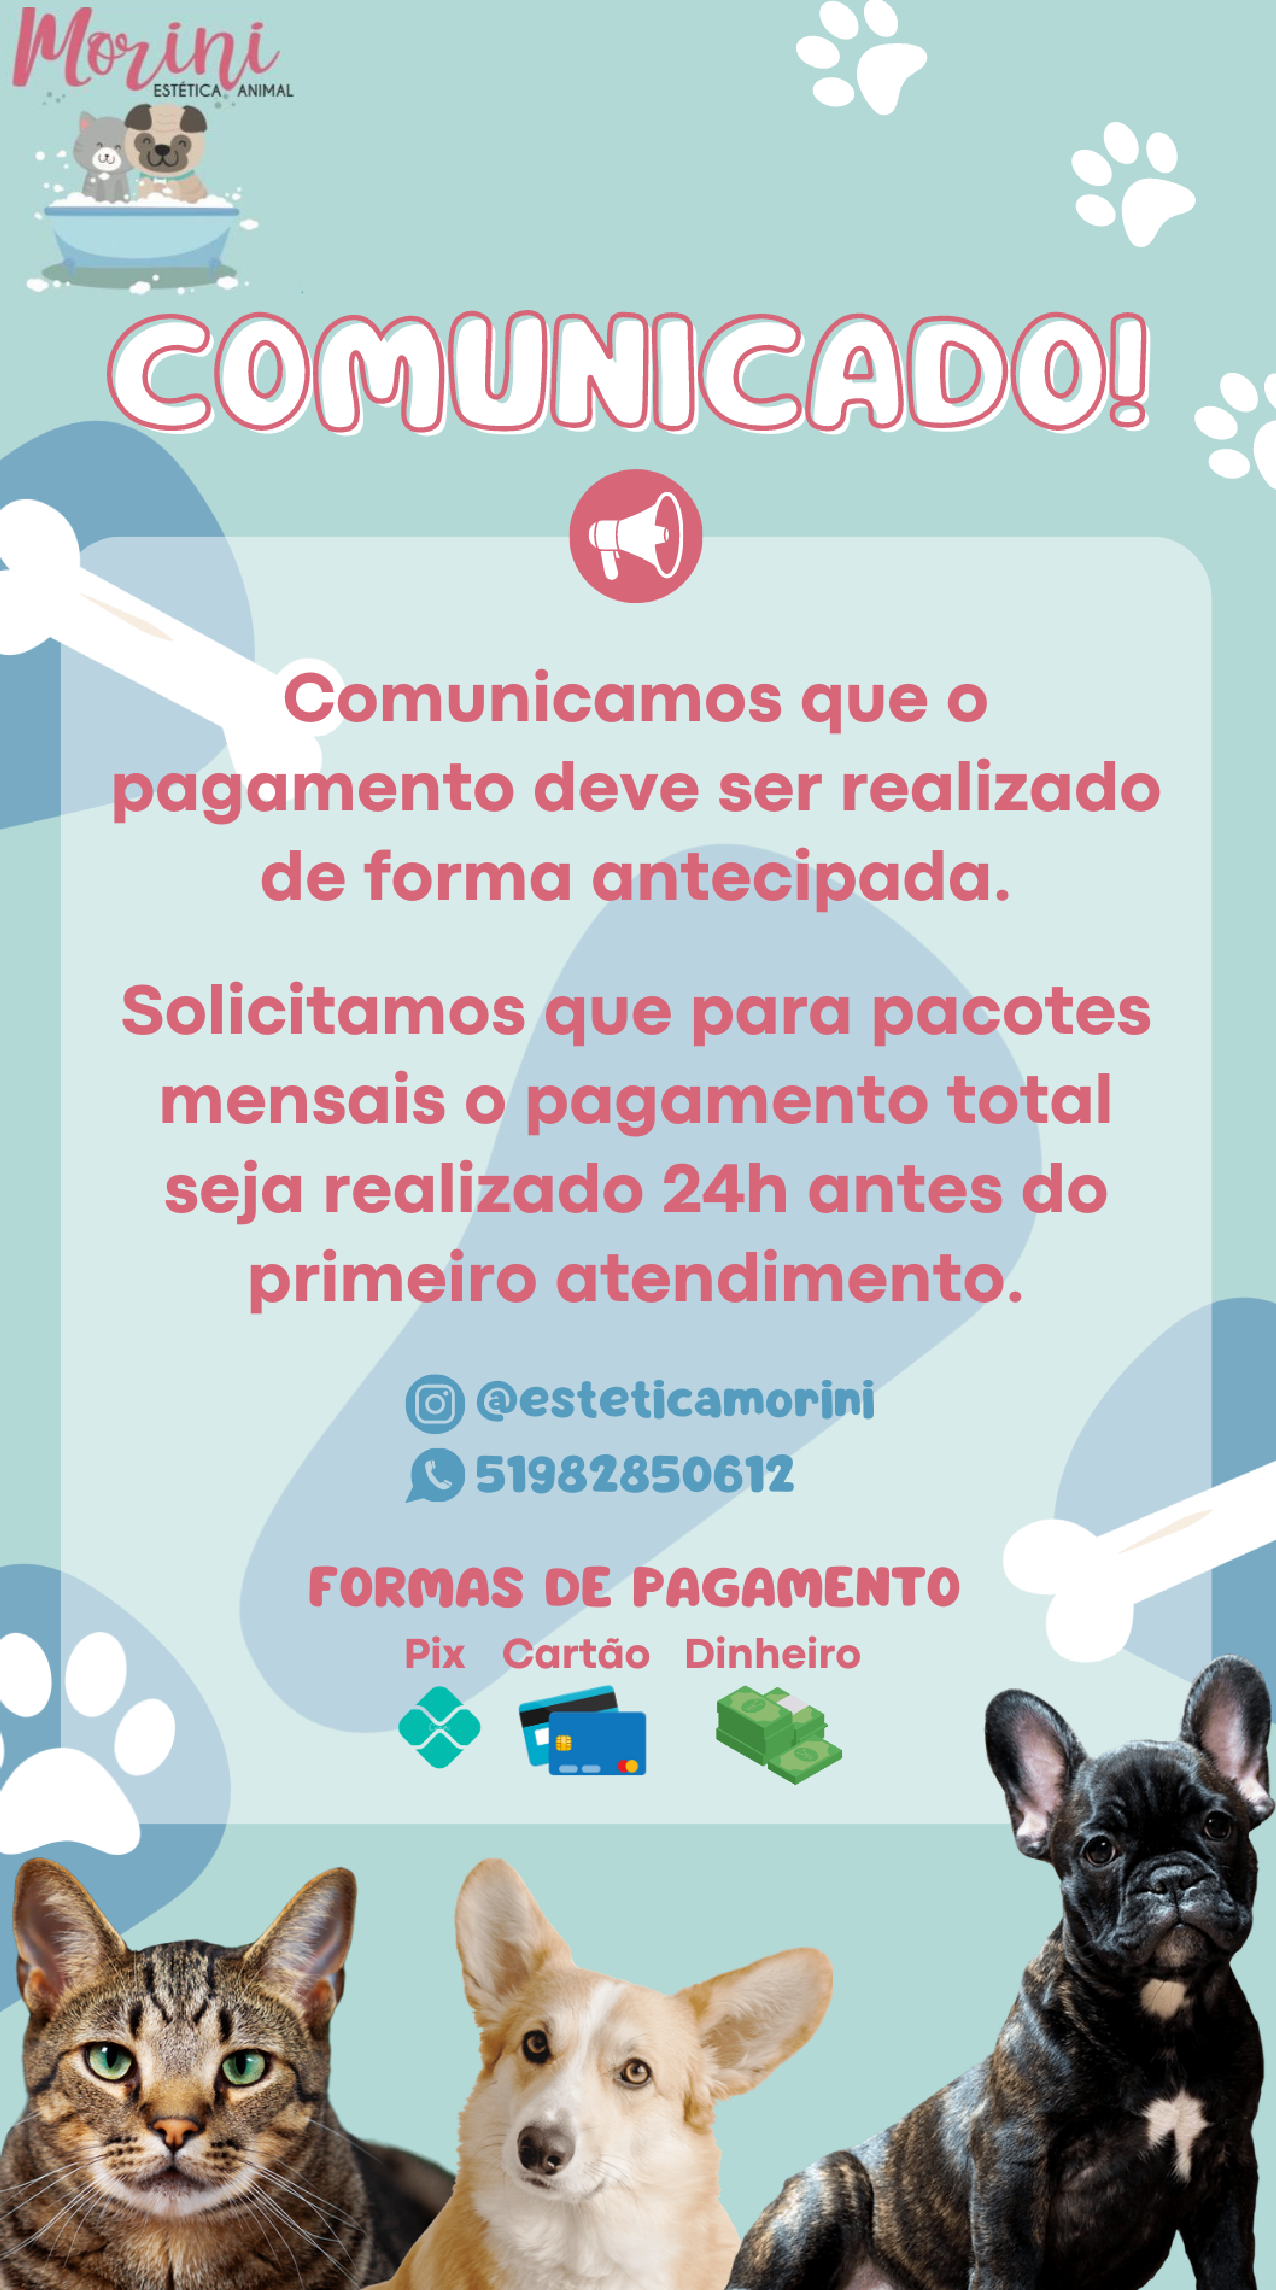 Morini
ESTÉTICA ANIMAL
COMUNICADO!
Comunicamos que o
pagamento deve ser realizado
de forma antecipada.
Solicitamos que para pacotes
mensais o pagamento total
seja realizado 24h antes do
primeiro atendimento.
@esteticamorini
51982850612
FORMAS DE PAGAMENTO
Pix Cartão Dinheiro